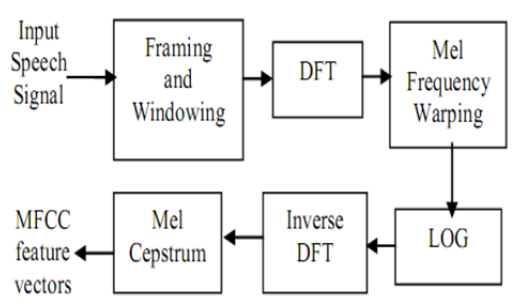 Input
Speech
Signal
Framing
and
Windowing
DFT
Mel
Frequency
Warping
LOG
Inverse
DFT
Mel
Cepstrum
MFCC
feature
vectors